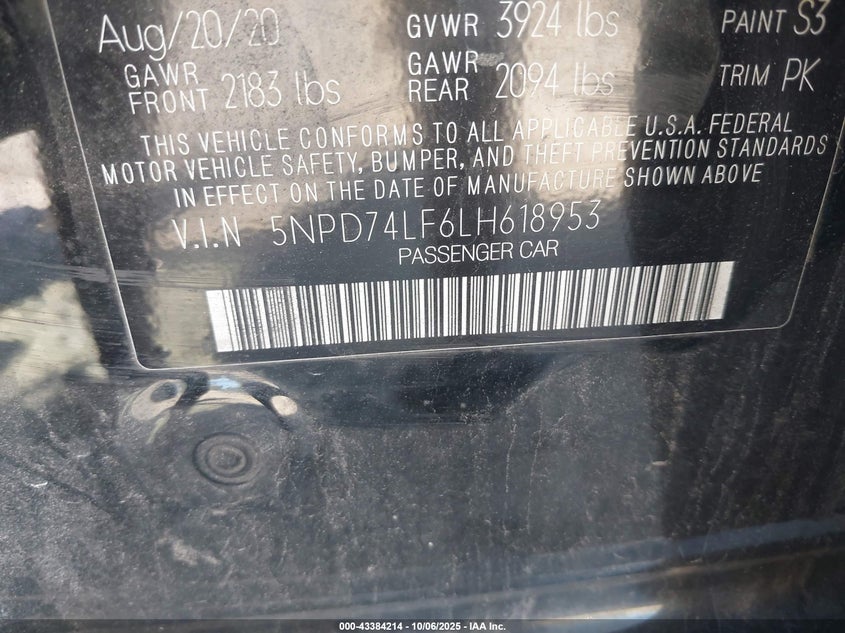 Aug/20/20 GVWR 3924 lbs PAINT S3
GAWR FRONT 2183 lbs GAWR REAR 2094 lbs TRIM PK
THIS VEHICLE CONFORMS TO ALL APPLICABLE U.S.A. FEDERAL
MOTOR VEHICLE SAFETY, BUMPER, AND THEFT PREVENTION STANDARDS
IN EFFECT ON THE DATE OF MANUFACTURE SHOWN ABOVE
V.I.N 5NPD74LF6LH618953
PASSENGER CAR
000-43384214 - 10/06/2025 - IAA Inc.